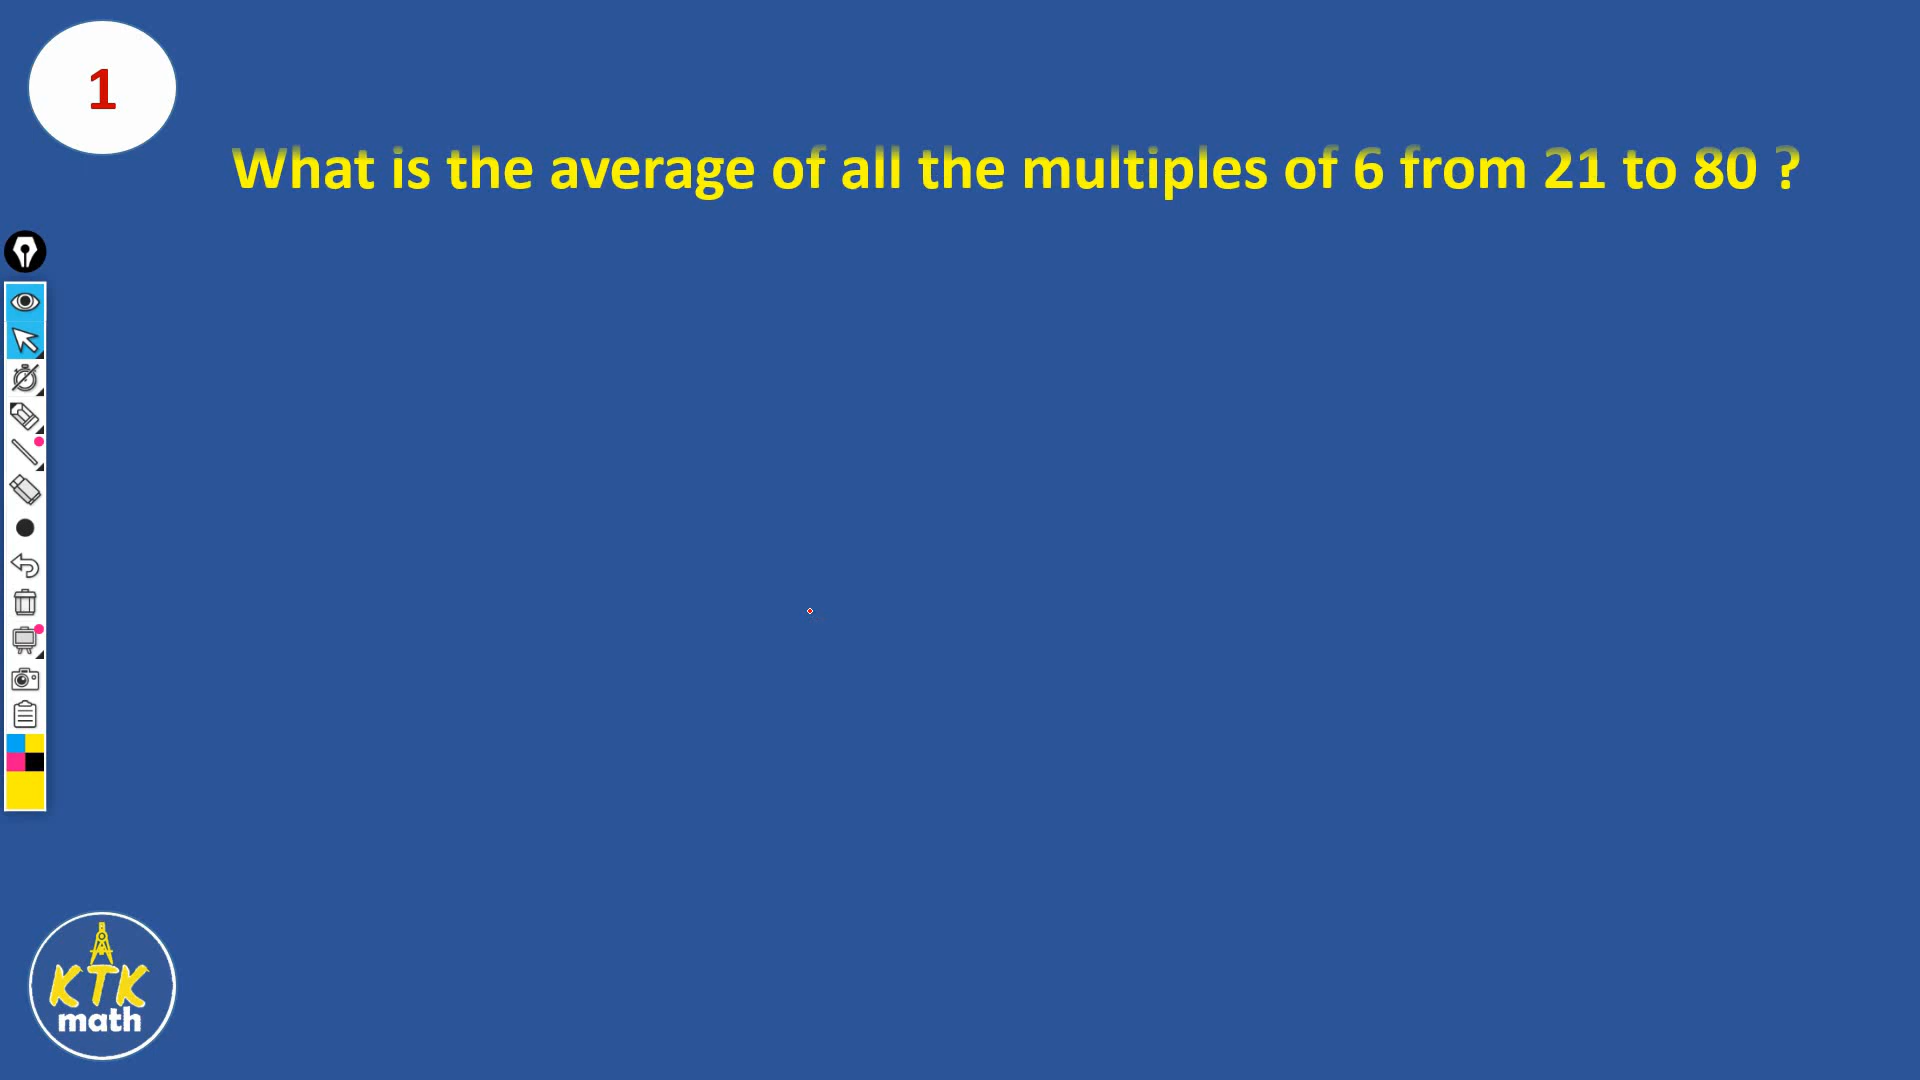 1
What is the average of all the multiples of 6 from 21 to 80 ?
KTK
math